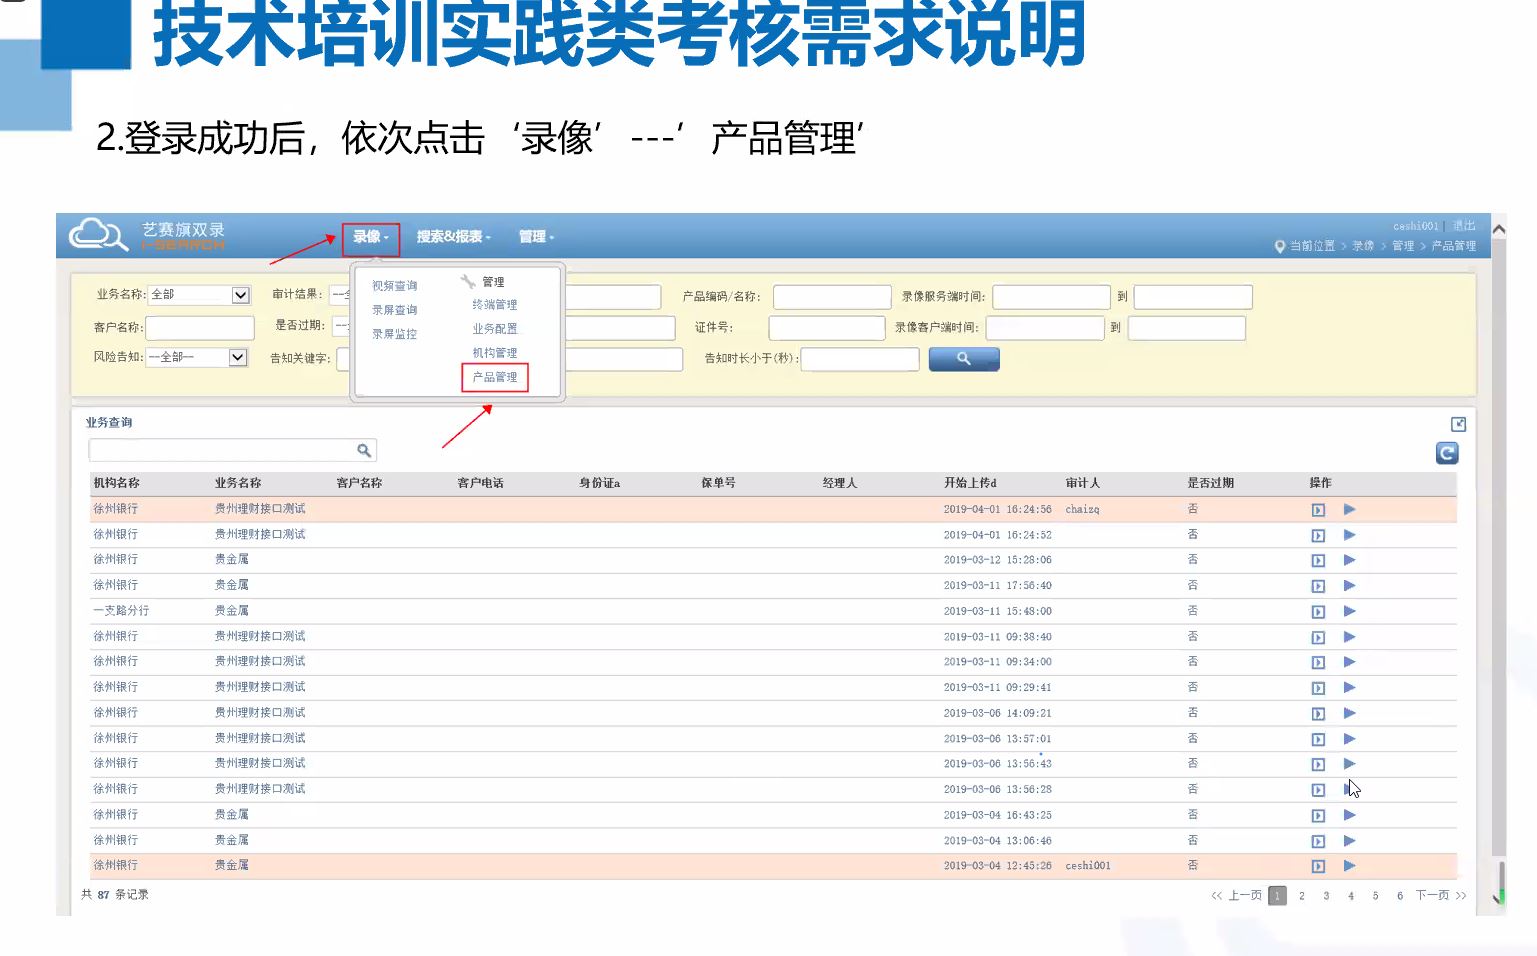 技术培训实践类考核需求说明
2.登录成功后，依次点击‘录像’---’产品管理’
艺赛旗双录
i-SEARCH
录像 搜索&报表 管理
ceshi001 | 退出
当前位置 > 录像 > 管理 > 产品管理
业务名称: 全部 审计结果: 产品编码/名称: 录像服务端时间: 到
客户名称: 是否过期: 证件号: 录像客户端时间: 到
风险告知: --全部-- 告知关键字: 告知时长小于(秒):
视频查询
录屏查询
录屏监控
管理
终端管理
业务配置
机构管理
产品管理
业务查询
机构名称 业务名称 客户名称 客户电话 身份证a 保单号 经理人 开始上传d 审计人 是否过期 操作
徐州银行 贵州理财接口测试 2019-04-01 16:24:56 chaizq 否
徐州银行 贵州理财接口测试 2019-04-01 16:24:52 否
徐州银行 贵金属 2019-03-12 15:28:06 否
徐州银行 贵金属 2019-03-11 17:56:40 否
一支路分行 贵金属 2019-03-11 15:48:00 否
徐州银行 贵州理财接口测试 2019-03-11 09:38:40 否
徐州银行 贵州理财接口测试 2019-03-11 09:34:00 否
徐州银行 贵州理财接口测试 2019-03-11 09:29:41 否
徐州银行 贵州理财接口测试 2019-03-06 14:09:21 否
徐州银行 贵州理财接口测试 2019-03-06 13:57:01 否
徐州银行 贵州理财接口测试 2019-03-06 13:56:43 否
徐州银行 贵州理财接口测试 2019-03-06 13:56:28 否
徐州银行 贵金属 2019-03-04 16:43:25 否
徐州银行 贵金属 2019-03-04 13:06:46 否
徐州银行 贵金属 2019-03-04 12:45:26 ceshi001 否
共 87 条记录
<< 上一页 1 2 3 4 5 6 下一页 >>